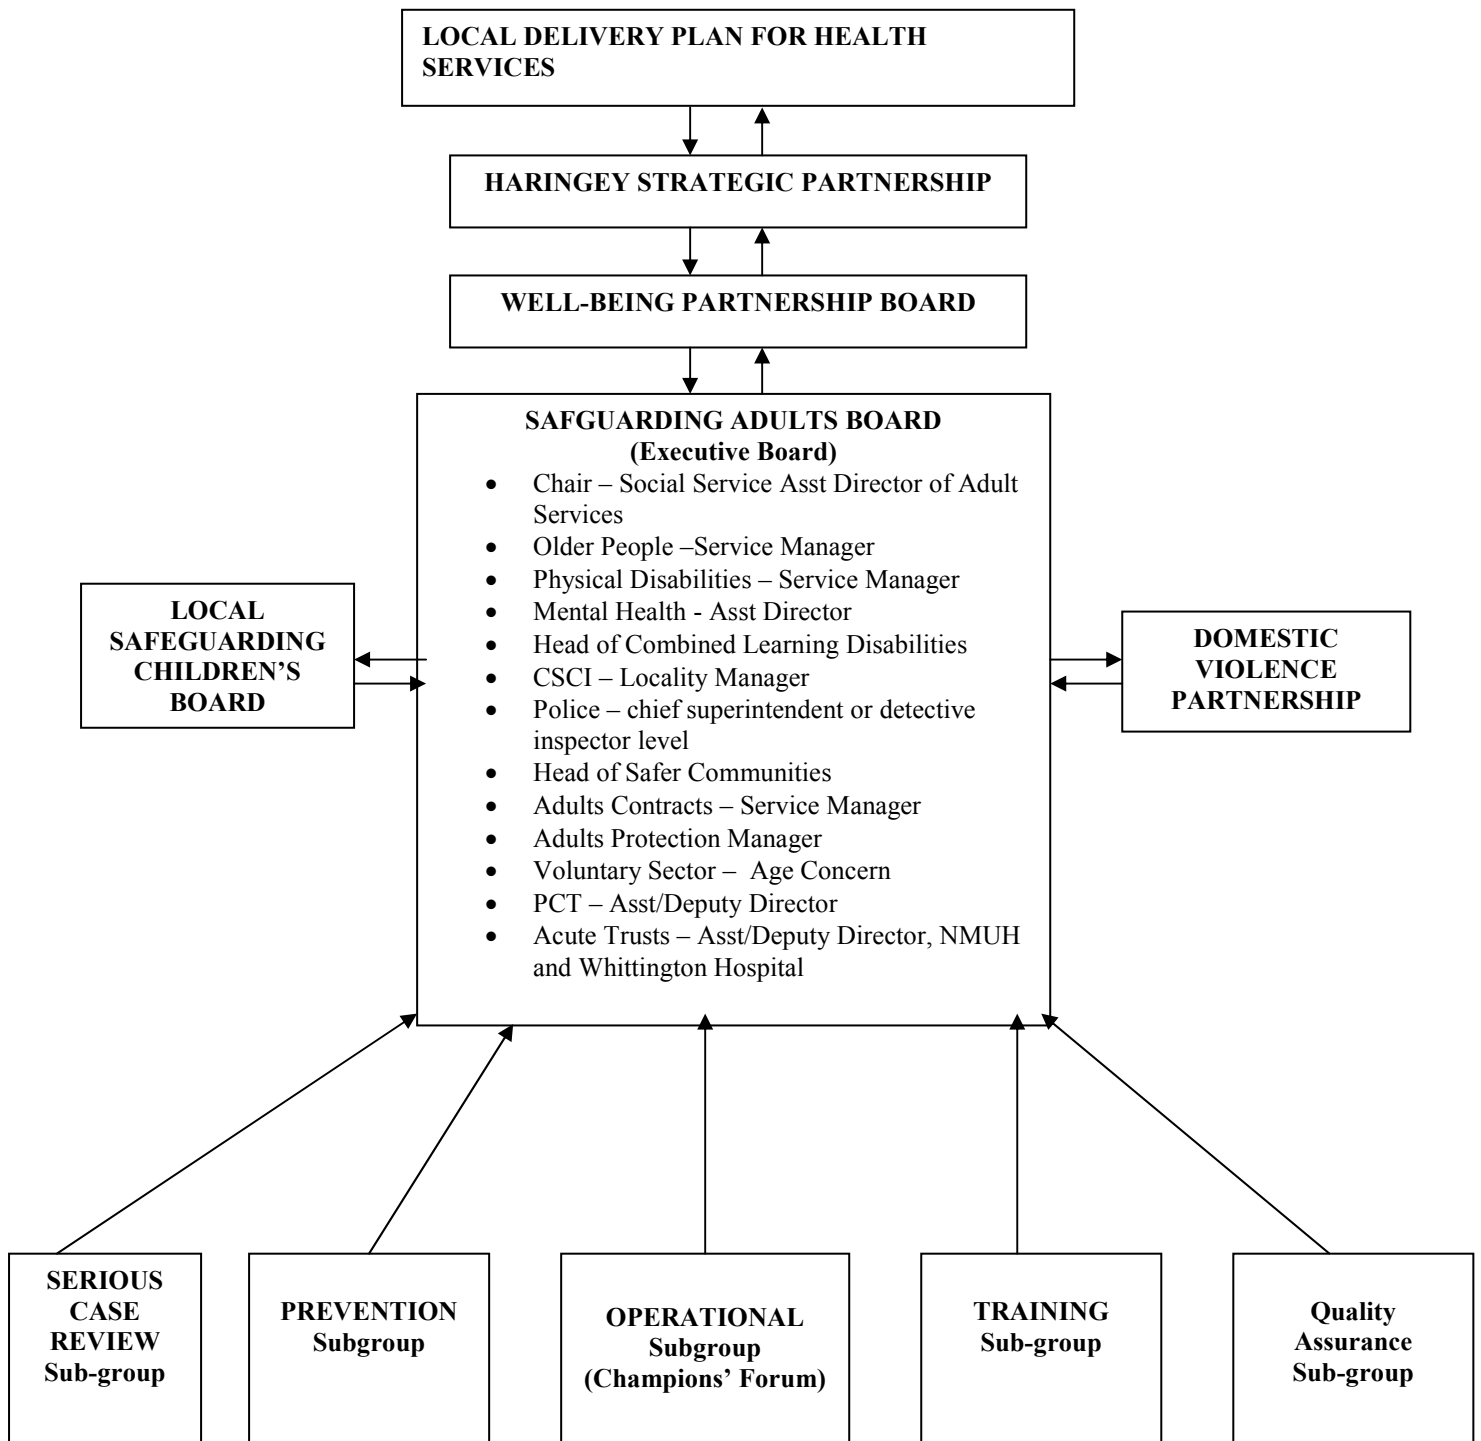 LOCAL DELIVERY PLAN FOR HEALTH
SERVICES
HARINGEY STRATEGIC PARTNERSHIP
WELL-BEING PARTNERSHIP BOARD
SAFGUARDING ADULTS BOARD
(Executive Board)
• Chair – Social Service Asst Director of Adult
Services
• Older People –Service Manager
• Physical Disabilities – Service Manager
• Mental Health - Asst Director
• Head of Combined Learning Disabilities
• CSCI – Locality Manager
• Police – chief superintendent or detective
inspector level
• Head of Safer Communities
• Adults Contracts – Service Manager
• Adults Protection Manager
• Voluntary Sector – Age Concern
• PCT – Asst/Deputy Director
• Acute Trusts – Asst/Deputy Director, NMUH
and Whittington Hospital
LOCAL
SAFEGUARDING
CHILDREN’S
BOARD
DOMESTIC
VIOLENCE
PARTNERSHIP
SERIOUS
CASE
REVIEW
Sub-group
PREVENTION
Subgroup
OPERATIONAL
Subgroup
(Champions’ Forum)
TRAINING
Sub-group
Quality
Assurance
Sub-group